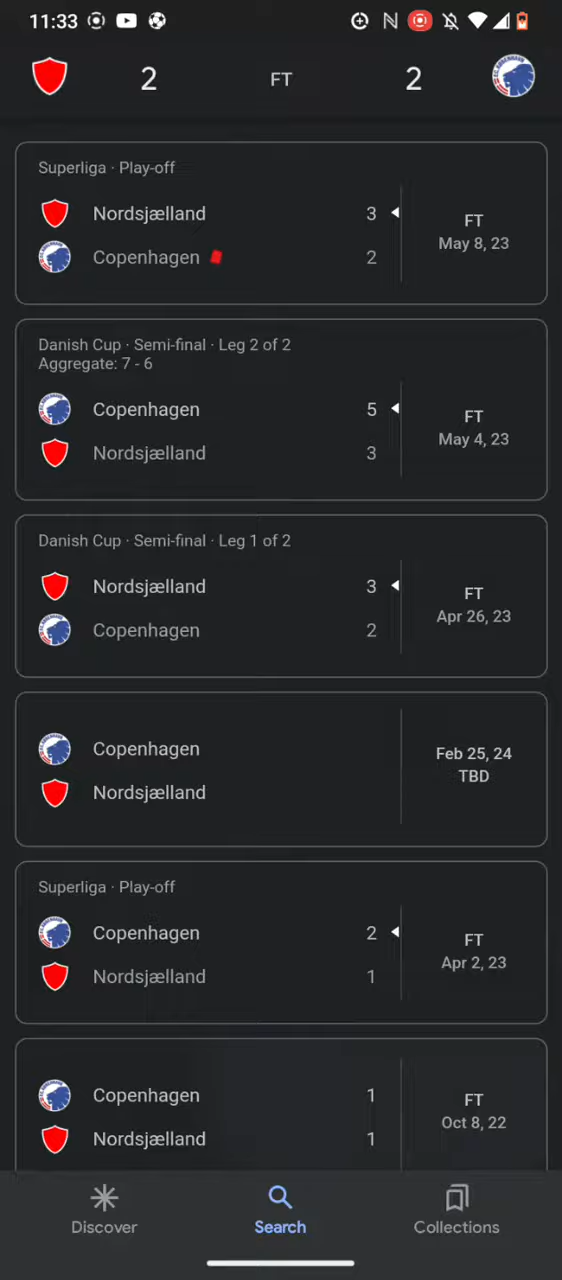 11:33
2 FT 2
Superliga · Play-off
Nordsjælland 3
FT
May 8, 23
Copenhagen 2
Danish Cup · Semi-final · Leg 2 of 2
Aggregate: 7 - 6
Copenhagen 5
FT
May 4, 23
Nordsjælland 3
Danish Cup · Semi-final · Leg 1 of 2
Nordsjælland 3
FT
Apr 26, 23
Copenhagen 2
Copenhagen
Feb 25, 24
TBD
Nordsjælland
Superliga · Play-off
Copenhagen 2
FT
Apr 2, 23
Nordsjælland 1
Copenhagen 1
FT
Oct 8, 22
Nordsjælland 1
Discover Search Collections